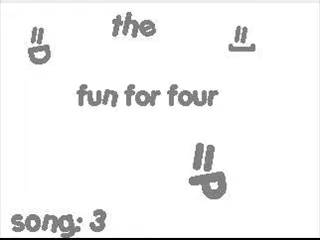 the
=D
=]
fun for four
=P
song: 3